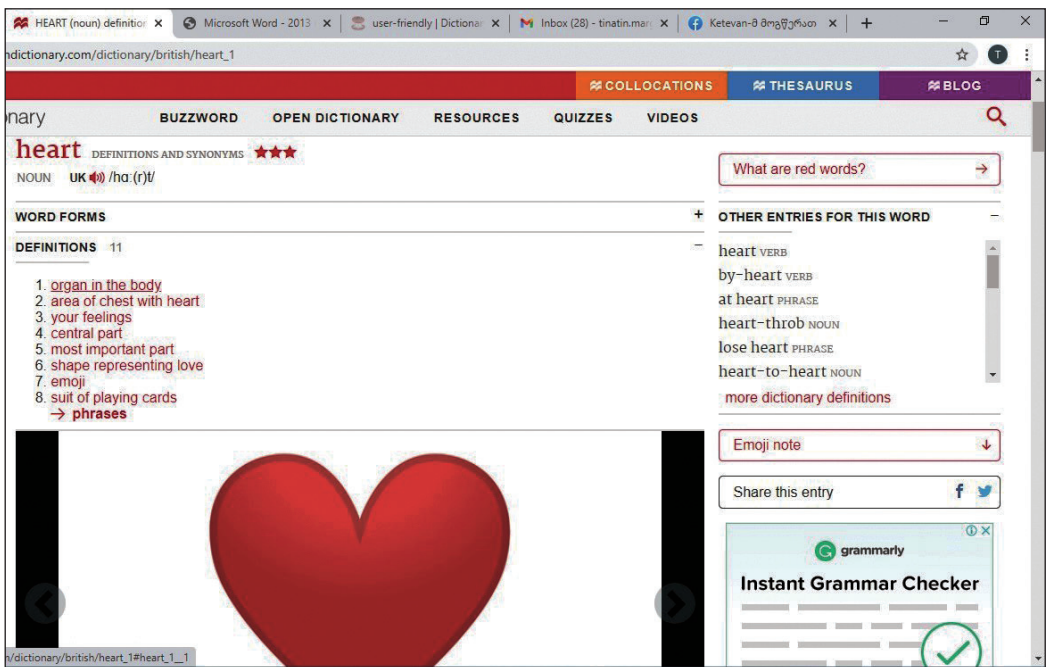 HEART (noun) definition
Microsoft Word - 2013
user-friendly | Dictionar
Inbox (28) - tinatin.mar
Ketevan-მ მოგწერათ
ndictionary.com/dictionary/british/heart_1
T
COLLOCATIONS
THESAURUS
BLOG
onary
BUZZWORD
OPEN DICTIONARY
RESOURCES
QUIZZES
VIDEOS
heart DEFINITIONS AND SYNONYMS ★★★
NOUN UK /hɑː(r)t/
WORD FORMS +
DEFINITIONS 11 −
1. organ in the body
2. area of chest with heart
3. your feelings
4. central part
5. most important part
6. shape representing love
7. emoji
8. suit of playing cards
→ phrases
What are red words? →
OTHER ENTRIES FOR THIS WORD −
heart VERB
by-heart VERB
at heart PHRASE
heart-throb NOUN
lose heart PHRASE
heart-to-heart NOUN
more dictionary definitions
Emoji note ↓
Share this entry
grammarly
Instant Grammar Checker
n/dictionary/british/heart_1#heart_1__1